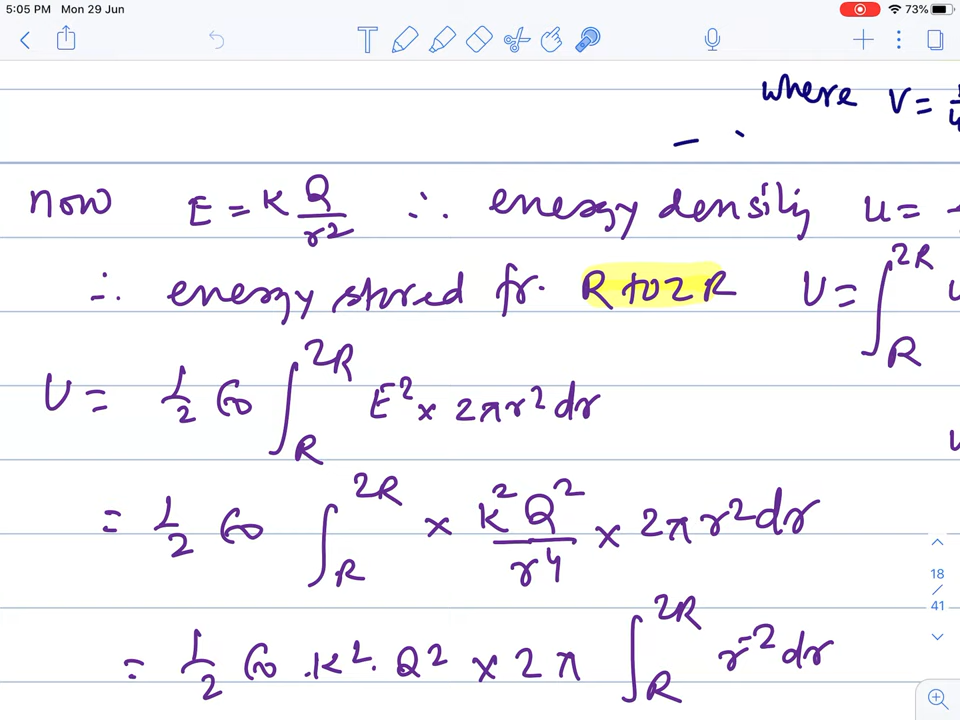 5:05 PM Mon 29 Jun 73%
T
where V =
now E = K Q/r² ∴ energy density u =
∴ energy stored fr. R to 2R U = ∫_R^{2R}
U = 1/2 ϵ₀ ∫_R^{2R} E² × 2πr² dr
= 1/2 ϵ₀ ∫_R^{2R} × K²Q²/r⁴ × 2πr² dr
= 1/2 ϵ₀ .K². Q² × 2π ∫_R^{2R} r⁻² dr
18
/
41